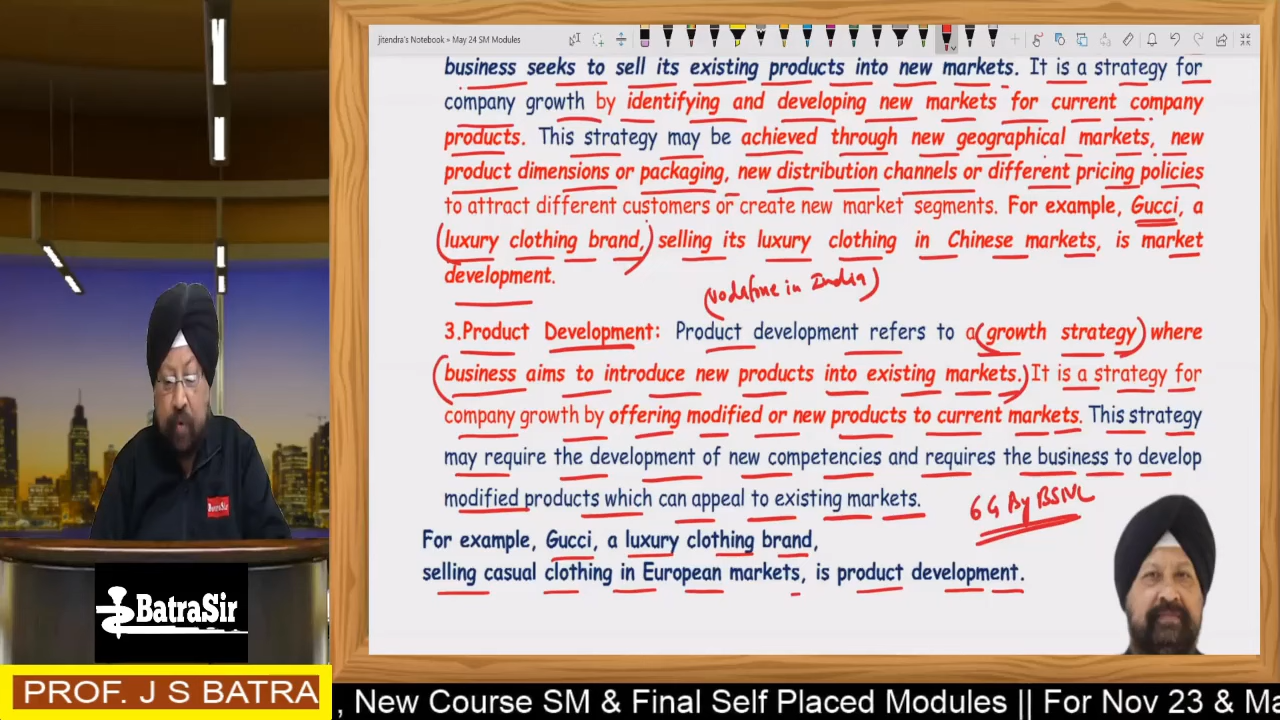 jitendra's Notebook » May 24 SM Modules
business seeks to sell its existing products into new markets. It is a strategy for
company growth by identifying and developing new markets for current company
products. This strategy may be achieved through new geographical markets, new
product dimensions or packaging, new distribution channels or different pricing policies
to attract different customers or create new market segments. For example, Gucci, a
(luxury clothing brand,) selling its luxury clothing in Chinese markets, is market
development.
(Vodafone in India)
3.Product Development: Product development refers to a (growth strategy) where
(business aims to introduce new products into existing markets.) It is a strategy for
company growth by offering modified or new products to current markets. This strategy
may require the development of new competencies and requires the business to develop
modified products which can appeal to existing markets.
6G By BSNL
For example, Gucci, a luxury clothing brand,
selling casual clothing in European markets, is product development.
BatraSir
BatraSir
PROF. J S BATRA
, New Course SM & Final Self Placed Modules || For Nov 23 & Ma